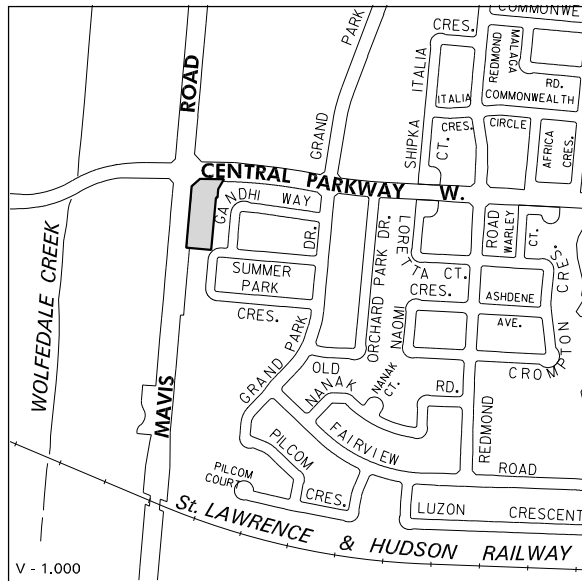 COMMONWE
CRES.
PARK
ITALIA
REDMOND
MALAGA
RD.
ROAD
ITALIA
COMMONWEALTH
GRAND
SHIPKA
CRES.
CIRCLE
CT.
AFRICA
CRES.
CENTRAL PARKWAY W.
GANDHI WAY
DR.
ORCHARD PARK DR.
LORETTA CT.
ROAD
WARLEY
CT.
CRES.
WOLFEDALE CREEK
SUMMER
PARK
CRES.
CRES.
ASHDENE
AVE.
NAOMI
CROMPTON
GRAND PARK
OLD
NANAK
NANAK
CT.
RD.
MAVIS
FAIRVIEW
REDMOND
ROAD
PILCOM
PILCOM
COURT
CRES.
LUZON CRESCENT
St. LAWRENCE & HUDSON RAILWAY
V - 1.000